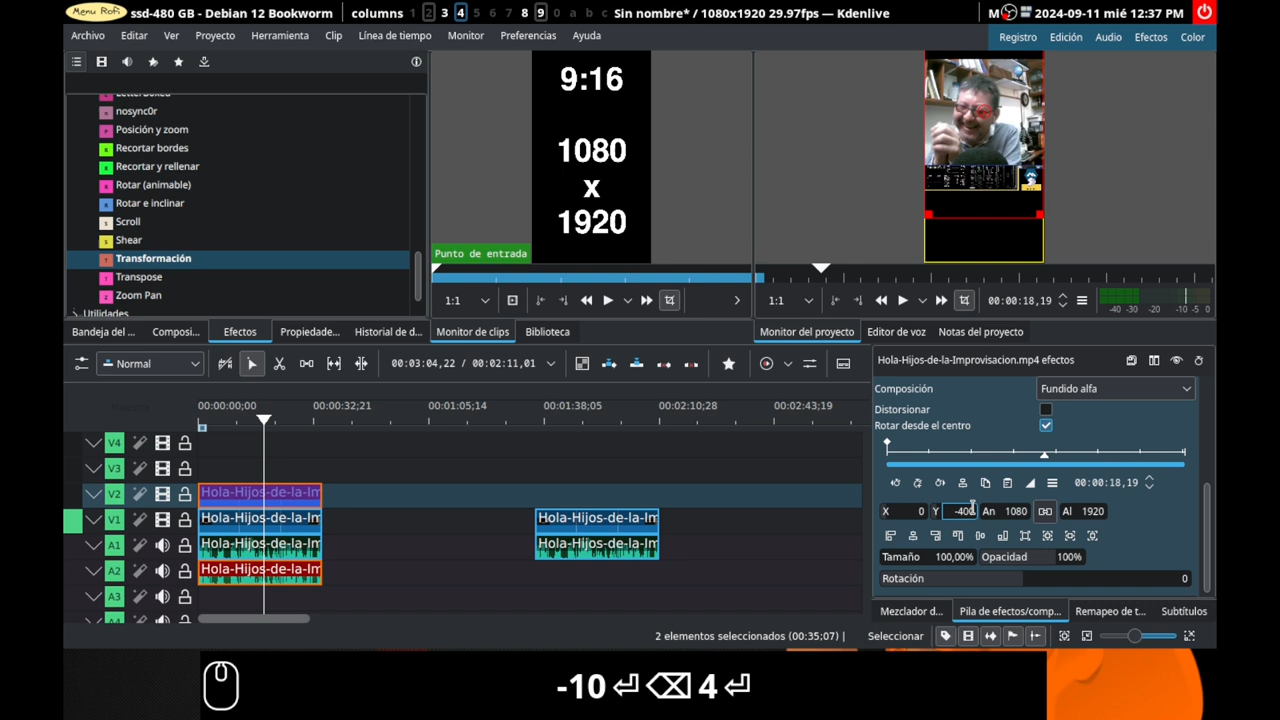 Menu Rofi ssd-480 GB - Debian 12 Bookworm columns 1 2 3 4 5 6 7 8 9 0 a b c Sin nombre* / 1080x1920 29.97fps — Kdenlive M 2024-09-11 mié 12:37 PM
Archivo Editar Ver Proyecto Herramienta Clip Línea de tiempo Monitor Preferencias Ayuda Registro Edición Audio Efectos Color
nosync0r
Posición y zoom
Recortar bordes
Recortar y rellenar
Rotar (animable)
Rotar e inclinar
Scroll
Shear
Transformación
Transpose
Zoom Pan
Utilidades
9:16
1080
x
1920
Punto de entrada
1:1
1:1 00:00:18,19 -40 -30 -20 -10 -5 0
Bandeja del ... Composi... Efectos Propiedade... Historial de d... Monitor de clips Biblioteca Monitor del proyecto Editor de voz Notas del proyecto
Normal 00:03:04,22 / 00:02:11,01
00:00:00;00 00:00:32;21 00:01:05;14 00:01:38;05 00:02:10;28 00:02:43;19
V4
V3
V2 Hola-Hijos-de-la-Im
V1 Hola-Hijos-de-la-Im Hola-Hijos-de-la-Im
A1 Hola-Hijos-de-la-Im Hola-Hijos-de-la-Im
A2 Hola-Hijos-de-la-Im
A3
Hola-Hijos-de-la-Improvisacion.mp4 efectos
Composición Fundido alfa
Distorsionar
Rotar desde el centro
00:00:18,19
X 0 Y -400 An 1080 Al 1920
Tamaño 100,00% Opacidad 100%
Rotación 0
Mezclador d... Pila de efectos/comp... Remapeo de t... Subtítulos
2 elementos seleccionados (00:35;07) | Seleccionar
-10⏎⌫4⏎